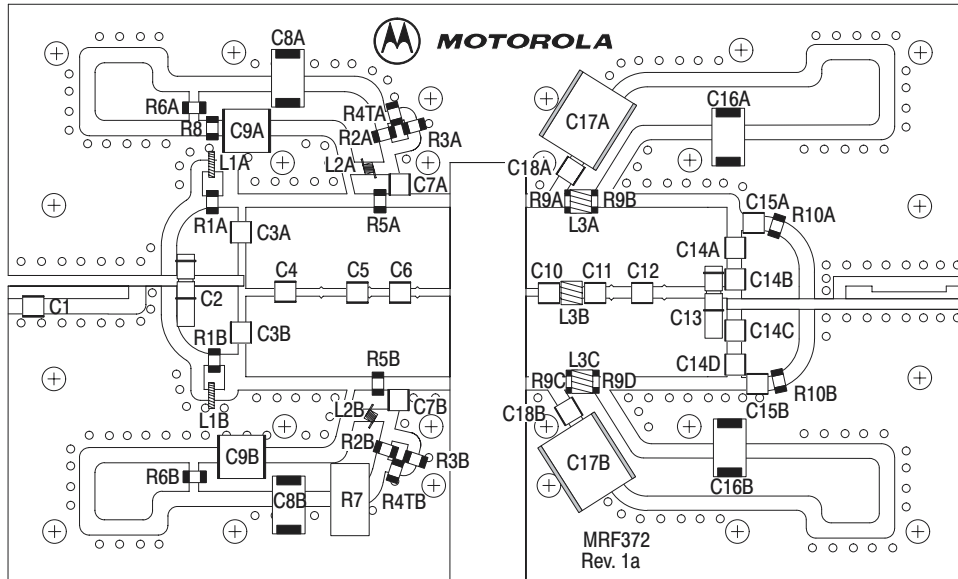 C8A
MOTOROLA
R6A
R4TA
C16A
R8
C9A
R2A
R3A
C17A
L1A
L2A
C18A
C7A
R1A
R5A
R9A
R9B
L3A
C15A
R10A
C3A
C14A
C4
C5
C6
C10
C11
C12
C14B
C1
C2
L3B
C13
C3B
C14C
R1B
R5B
L3C
C14D
R9C
R9D
L1B
L2B
C7B
C18B
C15B
R10B
R2B
C9B
R3B
C17B
R6B
C8B
R7
R4TB
C16B
MRF372
Rev. 1a